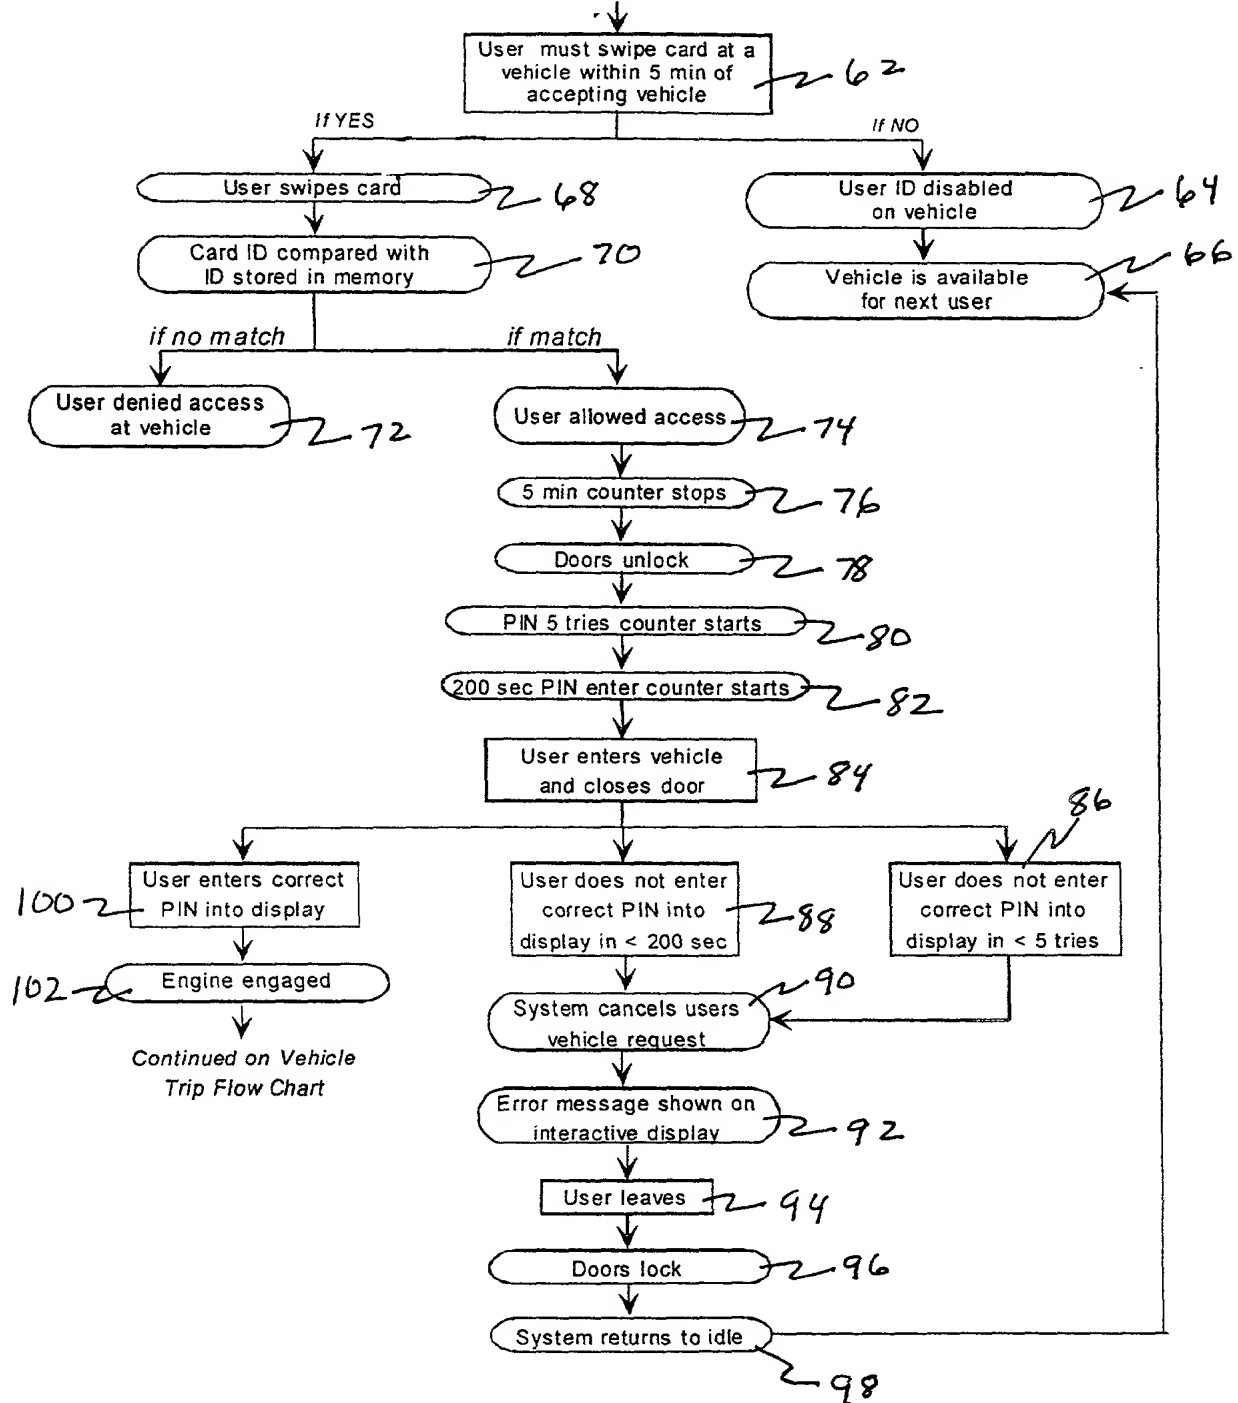 User must swipe card at a
vehicle within 5 min of
accepting vehicle
62
If YES
If NO
User swipes card
68
User ID disabled
on vehicle
64
Card ID compared with
ID stored in memory
70
Vehicle is available
for next user
66
if no match
if match
User denied access
at vehicle
72
User allowed access
74
5 min counter stops
76
Doors unlock
78
PIN 5 tries counter starts
80
200 sec PIN enter counter starts
82
User enters vehicle
and closes door
84
86
100
User enters correct
PIN into display
User does not enter
correct PIN into
display in < 200 sec
88
User does not enter
correct PIN into
display in < 5 tries
102
Engine engaged
90
System cancels users
vehicle request
Continued on Vehicle
Trip Flow Chart
Error message shown on
interactive display
92
User leaves
94
Doors lock
96
System returns to idle
98